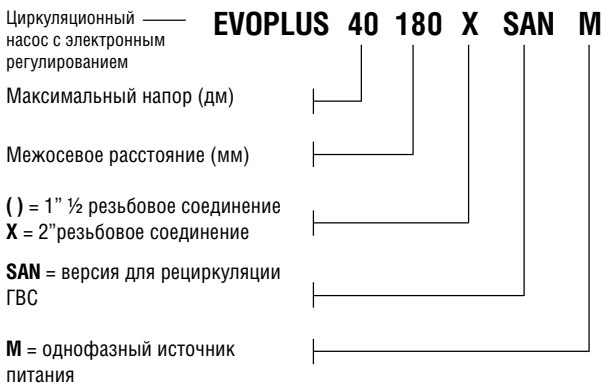 Циркуляционный
насос с электронным
регулированием
EVOPLUS 40 180 X SAN M
Максимальный напор (дм)
Межосевое расстояние (мм)
( ) = 1” ½ резьбовое соединение
X = 2”резьбовое соединение
SAN = версия для рециркуляции
ГВС
M = однофазный источник
питания